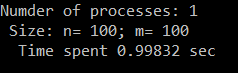 Numder of processes: 1
Size: n= 100; m= 100
Time spent 0.99832 sec